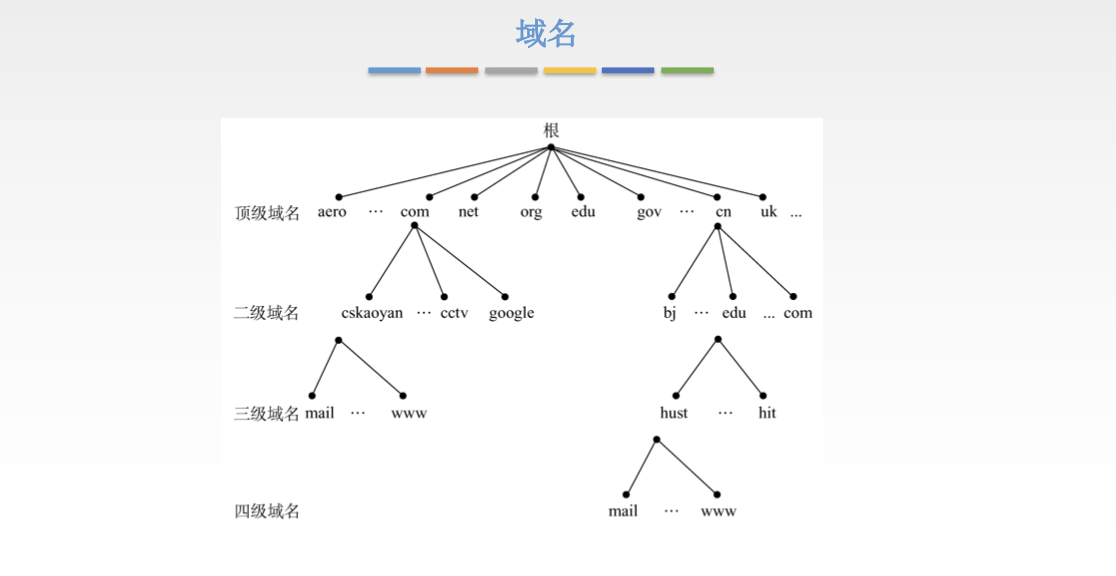 域名
根
顶级域名 aero … com net org edu gov … cn uk ...
二级域名 cskaoyan … cctv google bj … edu ... com
三级域名 mail … www hust … hit
四级域名 mail … www